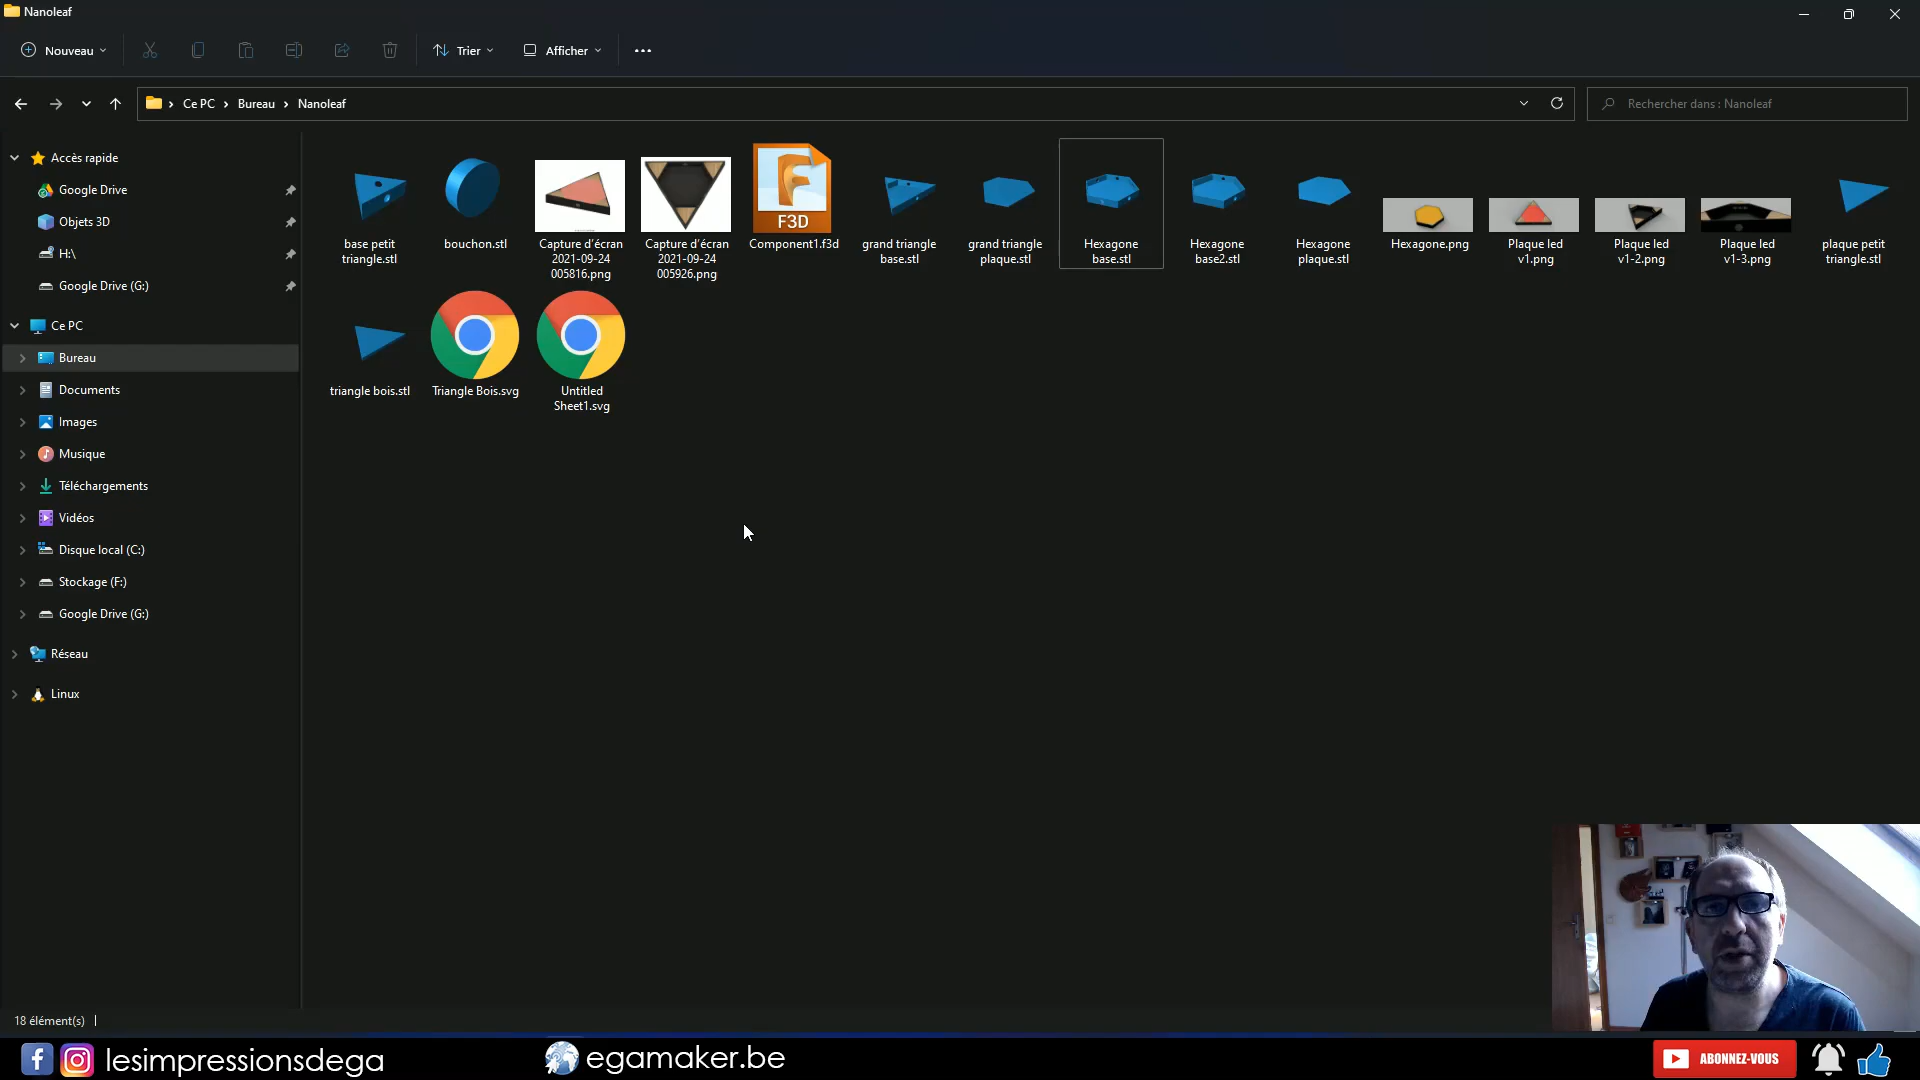 Nanoleaf
Nouveau
Trier
Afficher
Ce PC
Bureau
Nanoleaf
Rechercher dans : Nanoleaf
Accès rapide
Google Drive
Objets 3D
H:\
Google Drive (G:)
Ce PC
Bureau
Documents
Images
Musique
Téléchargements
Vidéos
Disque local (C:)
Stockage (F:)
Google Drive (G:)
Réseau
Linux
base petit
triangle.stl
bouchon.stl
Capture d'écran
2021-09-24
005816.png
Capture d'écran
2021-09-24
005926.png
F3D
Component1.f3d
grand triangle
base.stl
grand triangle
plaque.stl
Hexagone
base.stl
Hexagone
base2.stl
Hexagone
plaque.stl
Hexagone.png
Plaque led
v1.png
Plaque led
v1-2.png
Plaque led
v1-3.png
plaque petit
triangle.stl
triangle bois.stl
Triangle Bois.svg
Untitled
Sheet1.svg
18 élément(s)
lesimpressionsdega
egamaker.be
ABONNEZ-VOUS